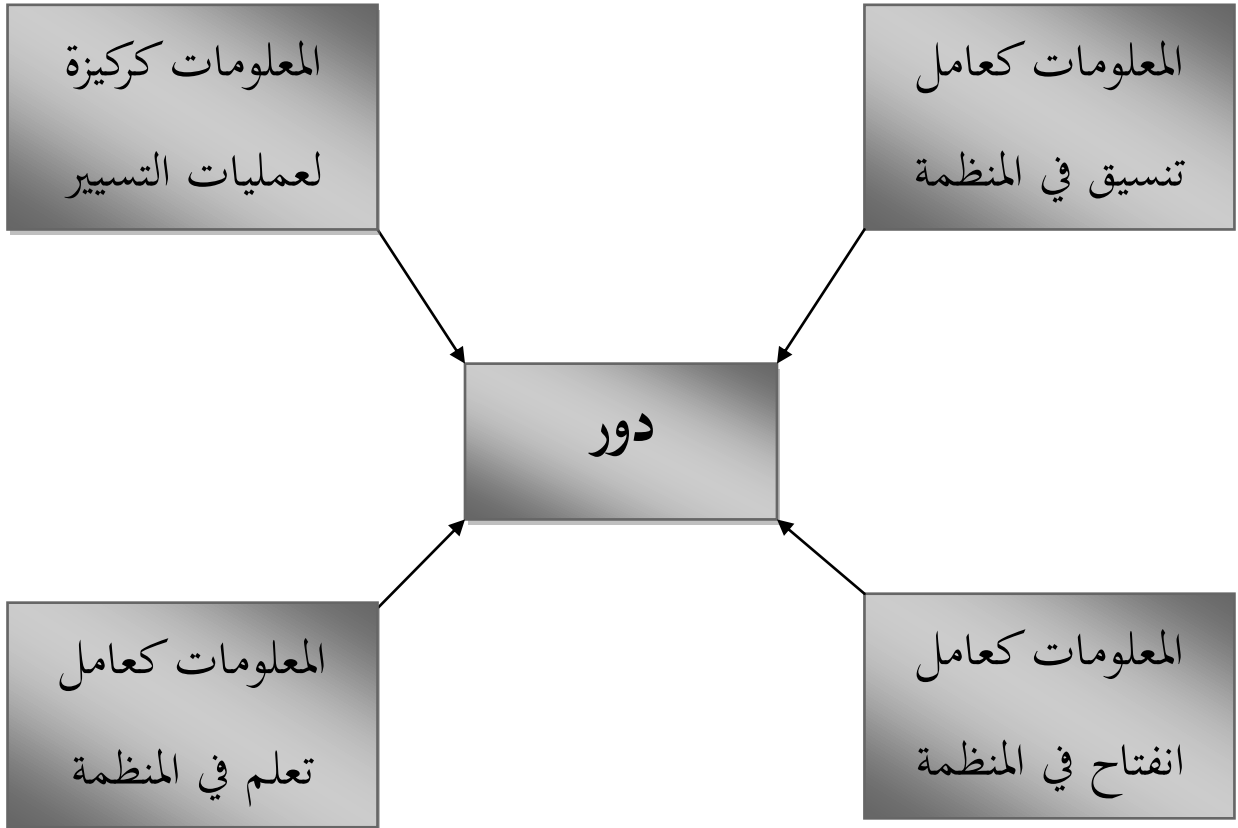 المعلومات كعامل
تنسيق في المنظمة
المعلومات كركيزة
لعمليات التسيير
دور
المعلومات كعامل
انفتاح في المنظمة
المعلومات كعامل
تعلم في المنظمة